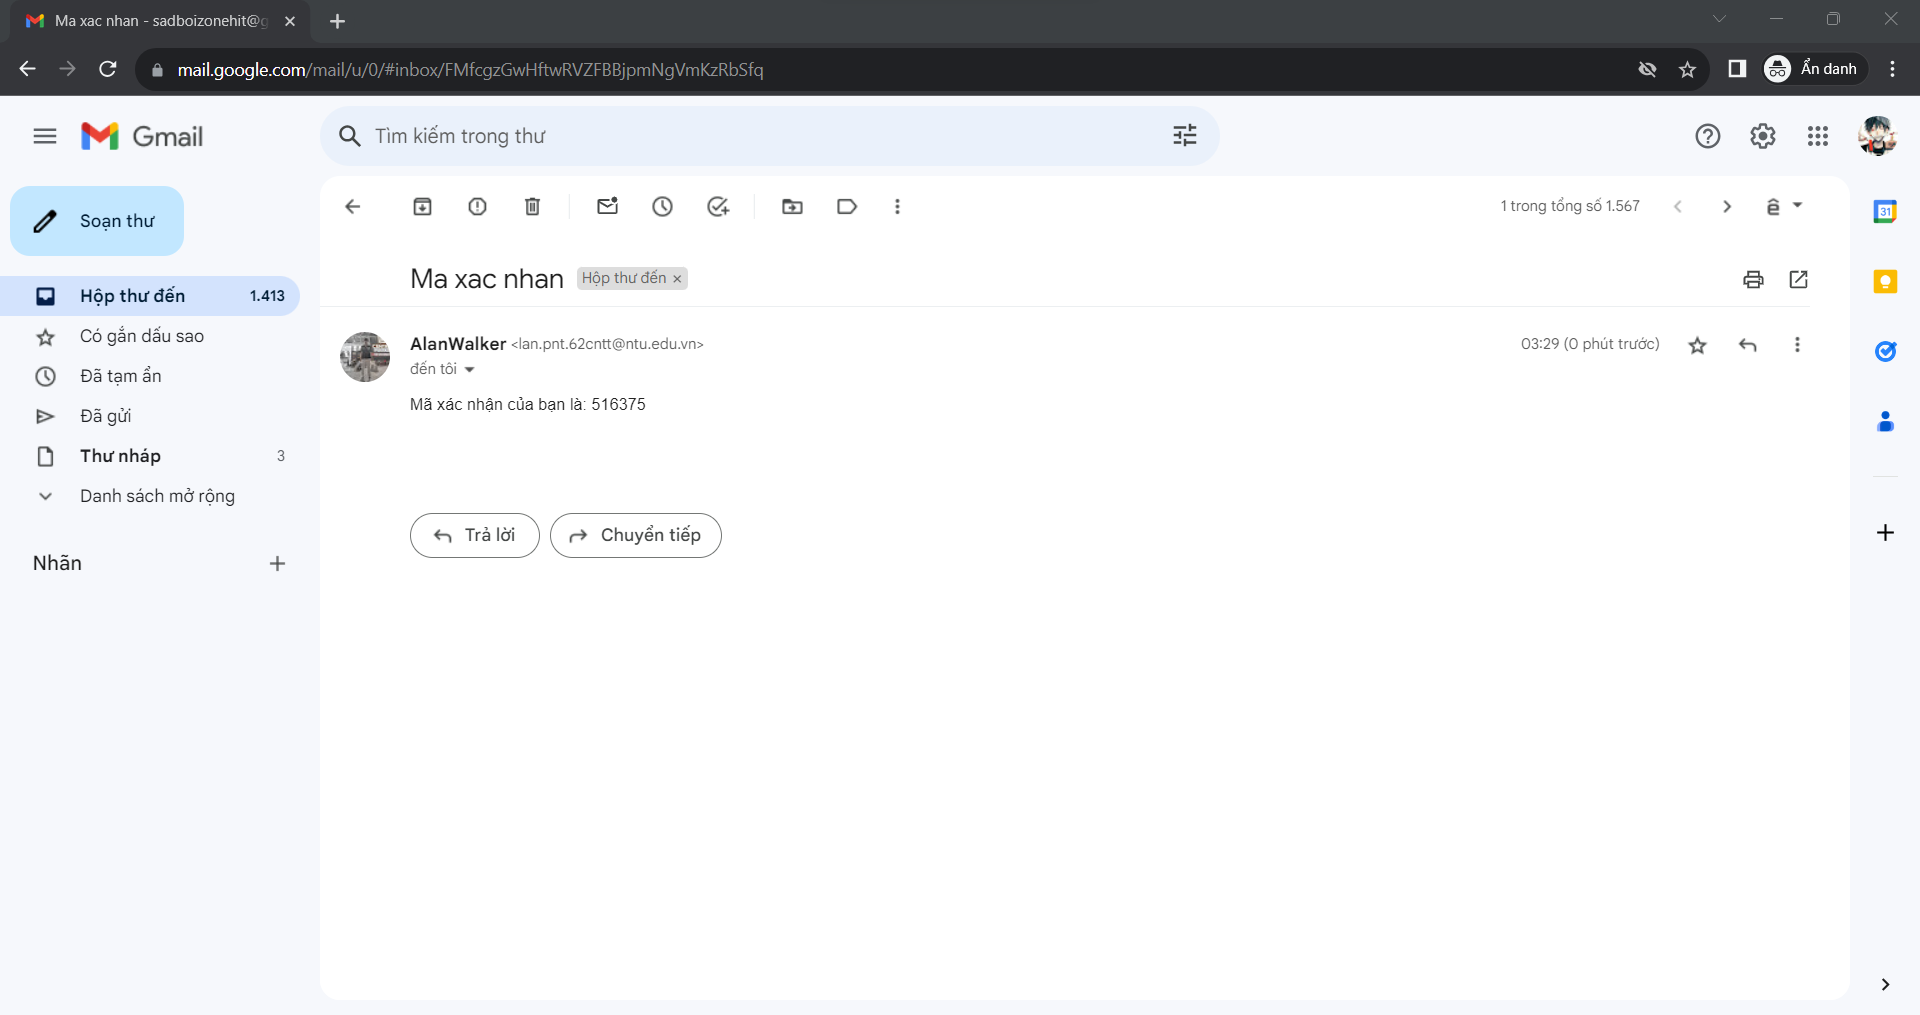 Ma xac nhan - sadboizonehit@g
mail.google.com/mail/u/0/#inbox/FMfcgzGwHftwRVZFBBjpmNgVmKzRbSfq
Ẩn danh
Gmail
Tìm kiếm trong thư
Soạn thư
1 trong tổng số 1.567
31
Hộp thư đến 1.413
Có gắn dấu sao
Đã tạm ẩn
Đã gửi
Thư nháp 3
Danh sách mở rộng
Nhãn
Ma xac nhan Hộp thư đến ×
AlanWalker <lan.pnt.62cntt@ntu.edu.vn> 03:29 (0 phút trước)
đến tôi
Mã xác nhận của bạn là: 516375
Trả lời Chuyển tiếp